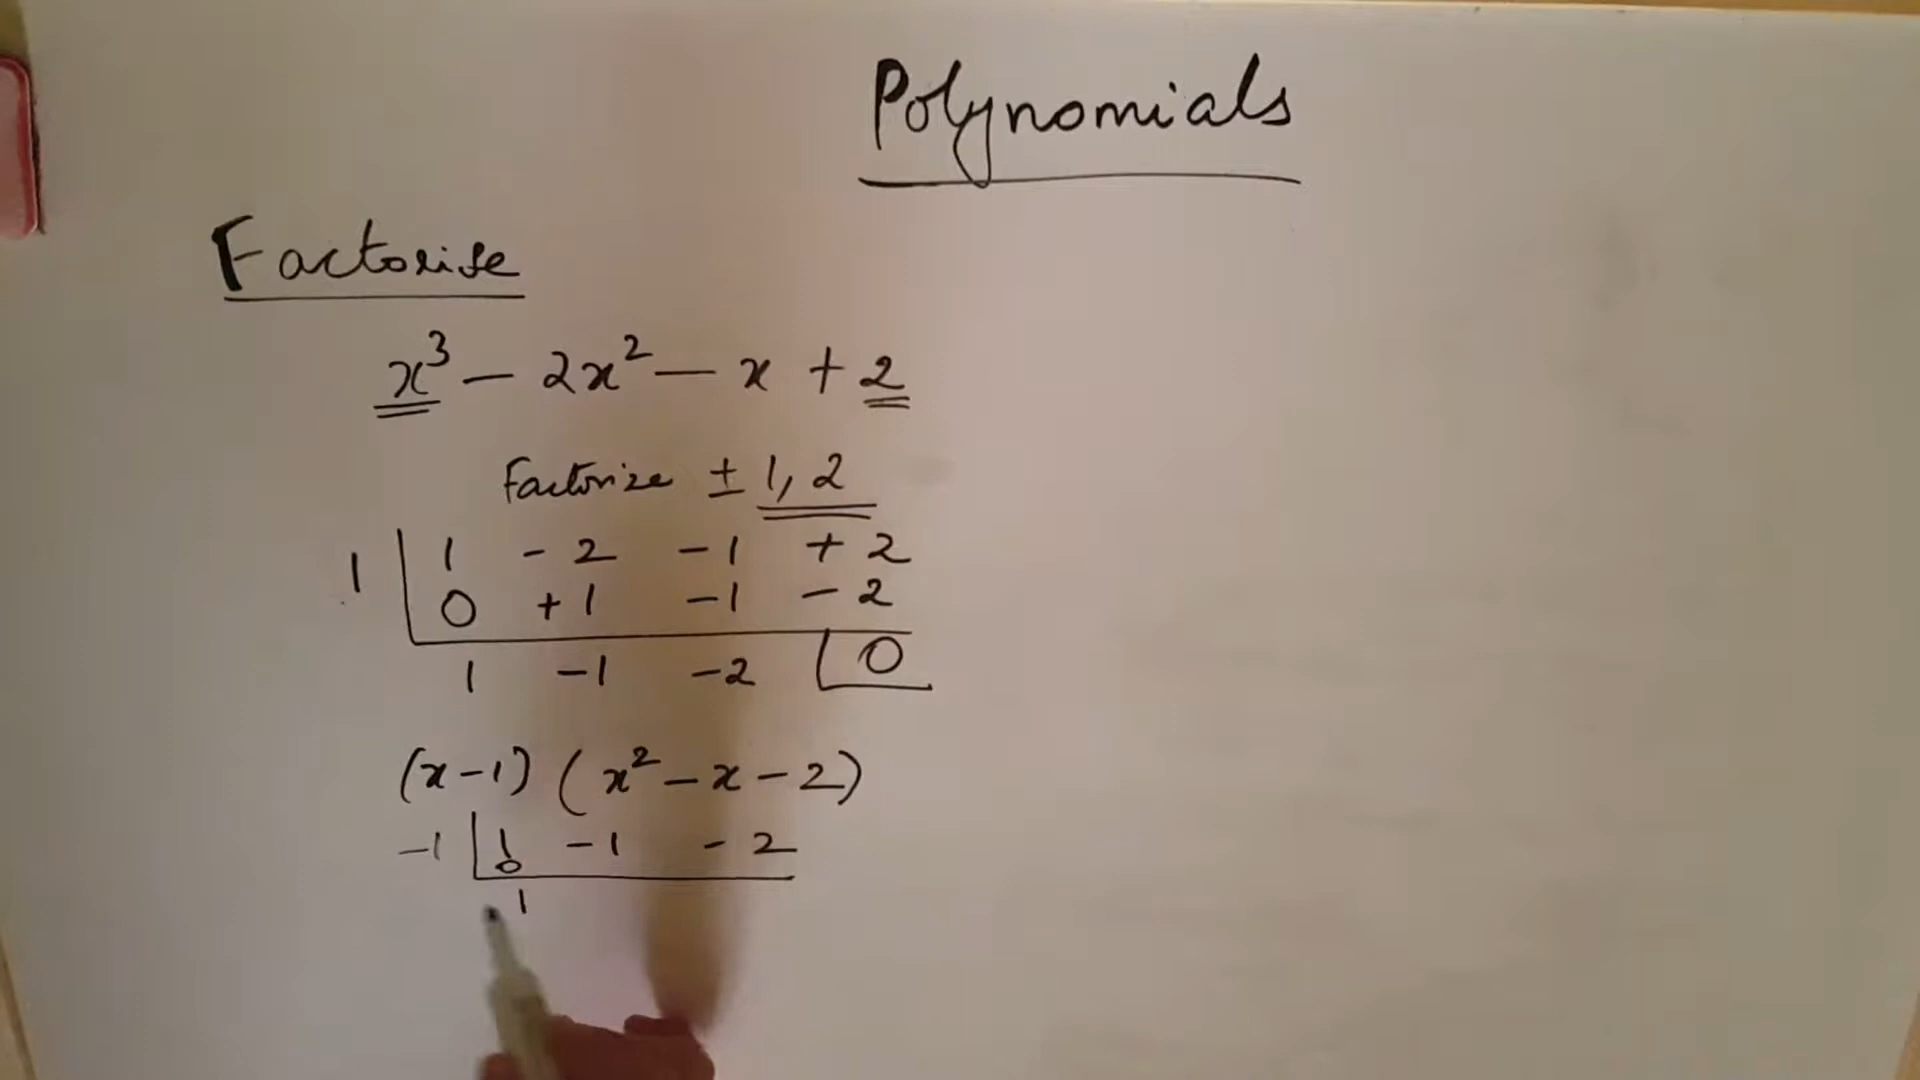 Polynomials
Factorise
x³ - 2x² - x + 2
Factorize ± 1, 2
1 | 1 - 2 - 1 + 2
0 + 1 - 1 - 2
1 - 1 - 2 | 0
(x - 1) (x² - x - 2)
-1 | 1 - 1 - 2
0
1